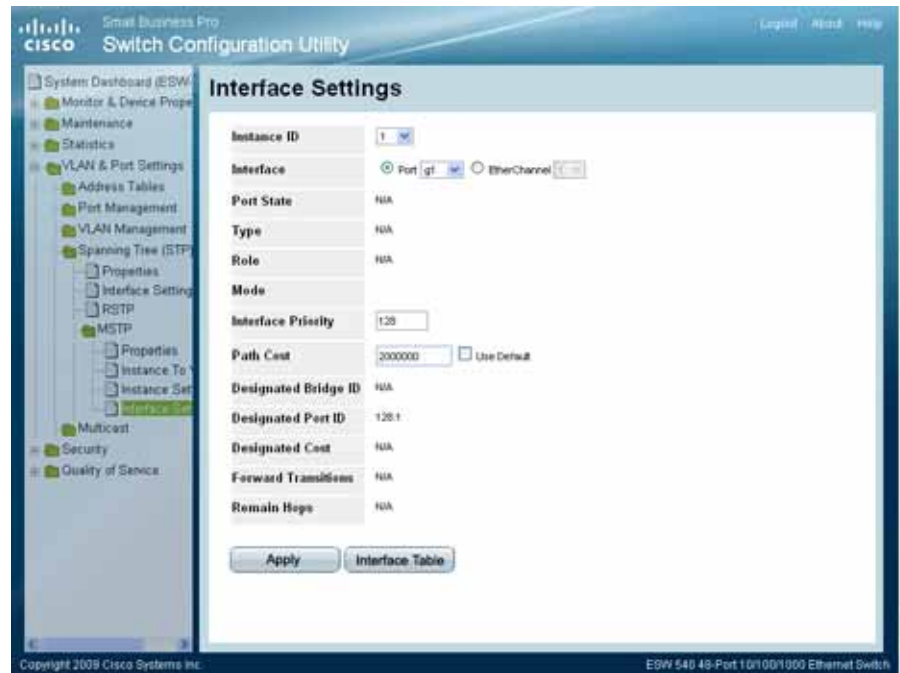 Small Business Pro
cisco Switch Configuration Utility
Logout About Help
System Dashboard (ESW-
Monitor & Device Prope
Maintenance
Statistics
VLAN & Port Settings
Address Tables
Port Management
VLAN Management
Spanning Tree (STP)
Properties
Interface Setting
RSTP
MSTP
Properties
Instance To V
Instance Set
Interface Set
Multicast
Security
Quality of Service
Interface Settings
Instance ID 1
Interface Port g1 EtherChannel
Port State N/A
Type N/A
Role N/A
Mode
Interface Priority 128
Path Cost 2000000 Use Default
Designated Bridge ID N/A
Designated Port ID 128.1
Designated Cost N/A
Forward Transitions N/A
Remain Hops N/A
Apply Interface Table
Copyright 2009 Cisco Systems Inc.
ESW 540 48-Port 10/100/1000 Ethernet Switch